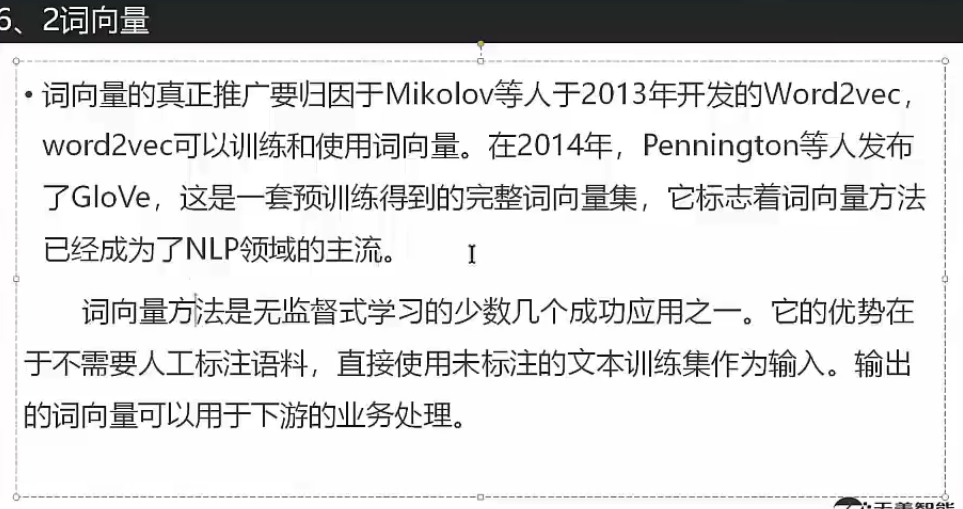 6、2词向量
• 词向量的真正推广要归因于Mikolov等人于2013年开发的Word2vec，
word2vec可以训练和使用词向量。在2014年，Pennington等人发布
了GloVe，这是一套预训练得到的完整词向量集，它标志着词向量方法
已经成为了NLP领域的主流。
词向量方法是无监督式学习的少数几个成功应用之一。它的优势在
于不需要人工标注语料，直接使用未标注的文本训练集作为输入。输出
的词向量可以用于下游的业务处理。